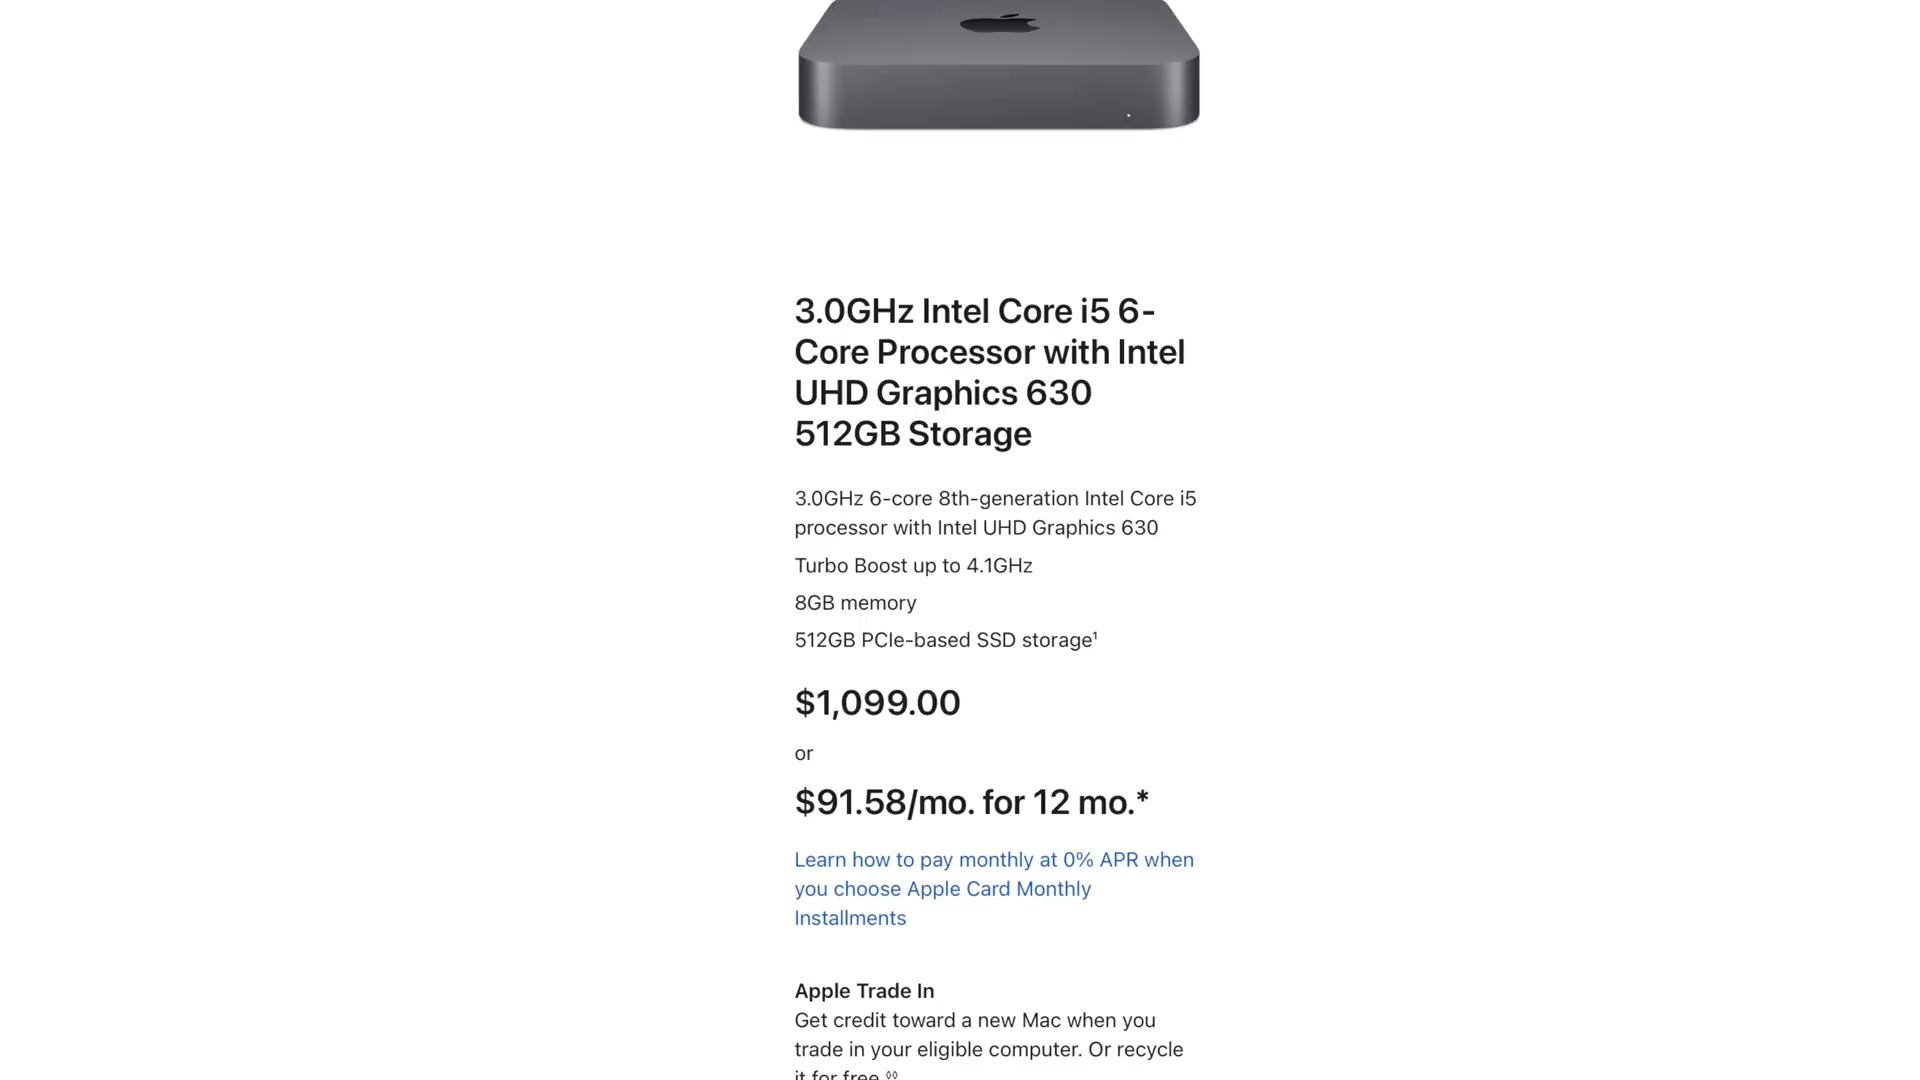 3.0GHz Intel Core i5 6-
Core Processor with Intel
UHD Graphics 630
512GB Storage
3.0GHz 6-core 8th-generation Intel Core i5
processor with Intel UHD Graphics 630
Turbo Boost up to 4.1GHz
8GB memory
512GB PCIe-based SSD storage¹
$1,099.00
or
$91.58/mo. for 12 mo.*
Learn how to pay monthly at 0% APR when
you choose Apple Card Monthly
Installments
Apple Trade In
Get credit toward a new Mac when you
trade in your eligible computer. Or recycle
it for free.◊◊